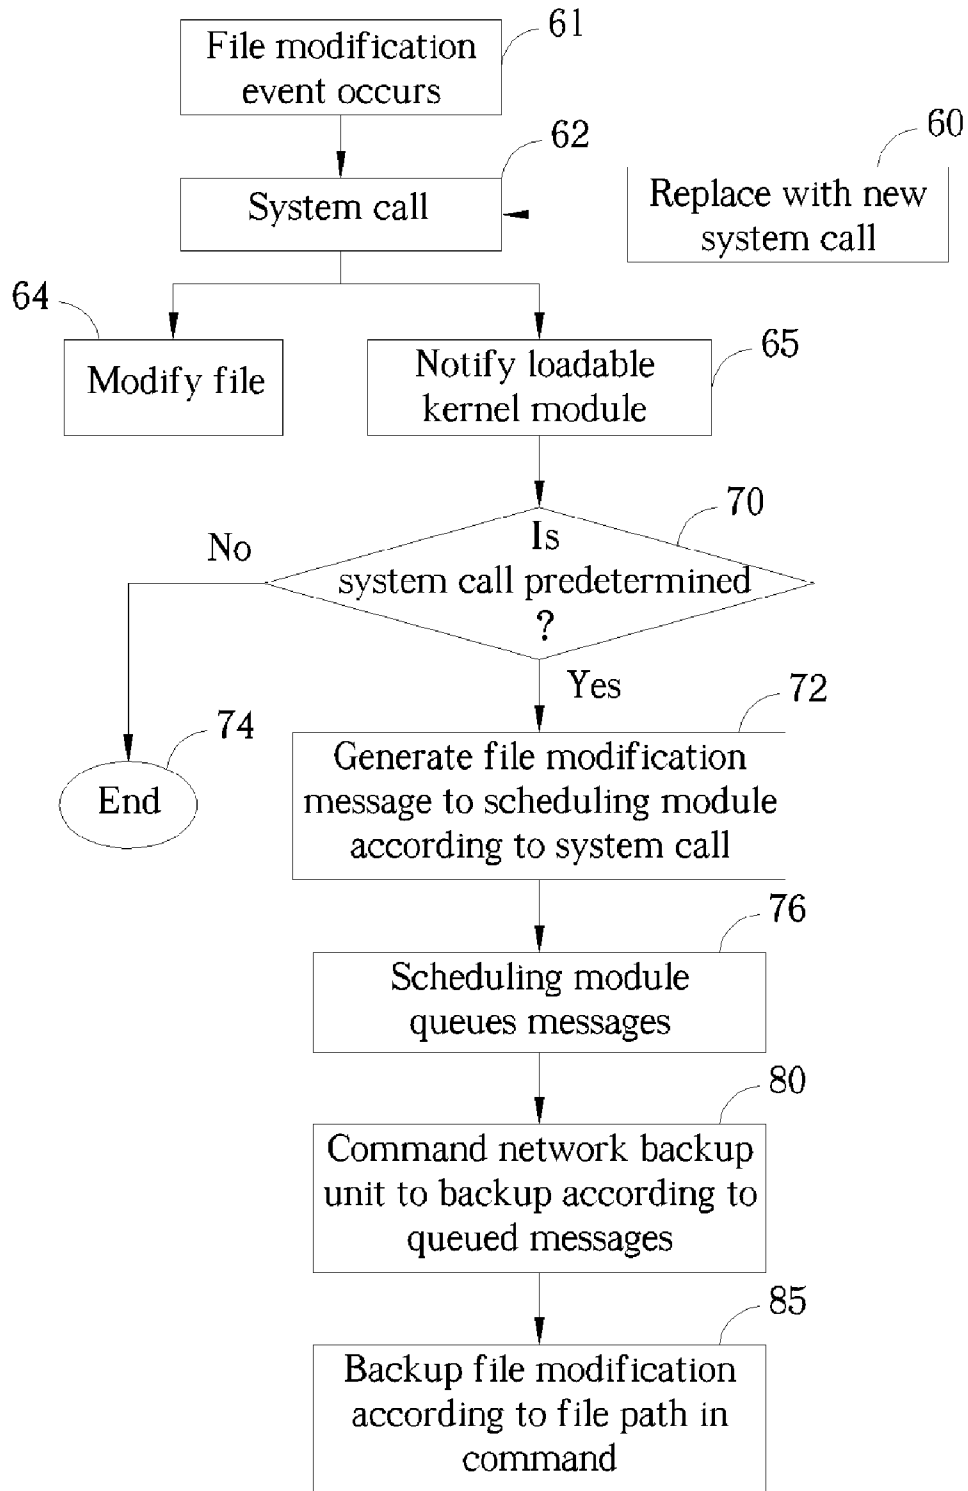 61
File modification
event occurs
62
System call
60
Replace with new
system call
64
Modify file
65
Notify loadable
kernel module
70
Is
system call predetermined
?
No
Yes
74
End
72
Generate file modification
message to scheduling module
according to system call
76
Scheduling module
queues messages
80
Command network backup
unit to backup according to
queued messages
85
Backup file modification
according to file path in
command